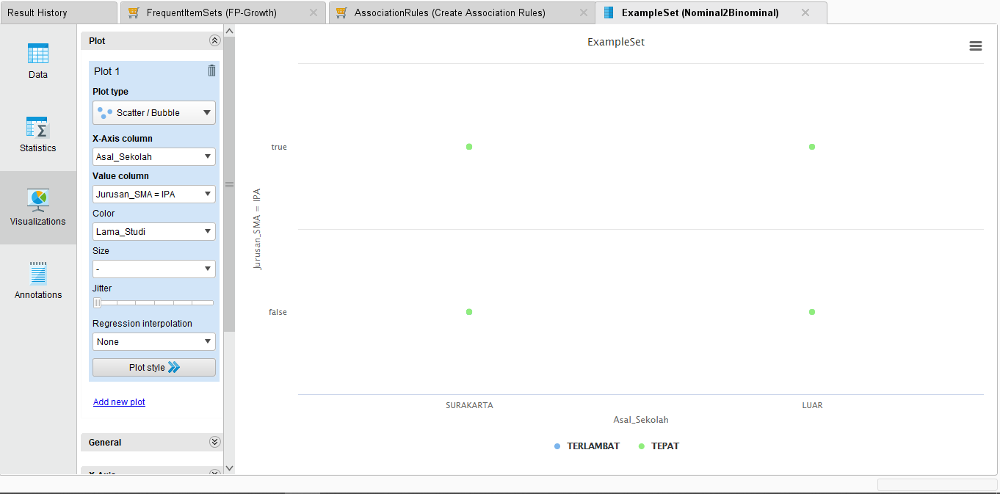 Result History
FrequentItemSets (FP-Growth)
AssociationRules (Create Association Rules)
ExampleSet (Nominal2Binominal)
Data
Statistics
Visualizations
Annotations
Plot
Plot 1
Plot type
Scatter / Bubble
X-Axis column
Asal_Sekolah
Value column
Jurusan_SMA = IPA
Color
Lama_Studi
Size
-
Jitter
Regression interpolation
None
Plot style
Add new plot
General
X-Axis
ExampleSet
true
false
Jurusan_SMA = IPA
SURAKARTA
LUAR
Asal_Sekolah
TERLAMBAT
TEPAT